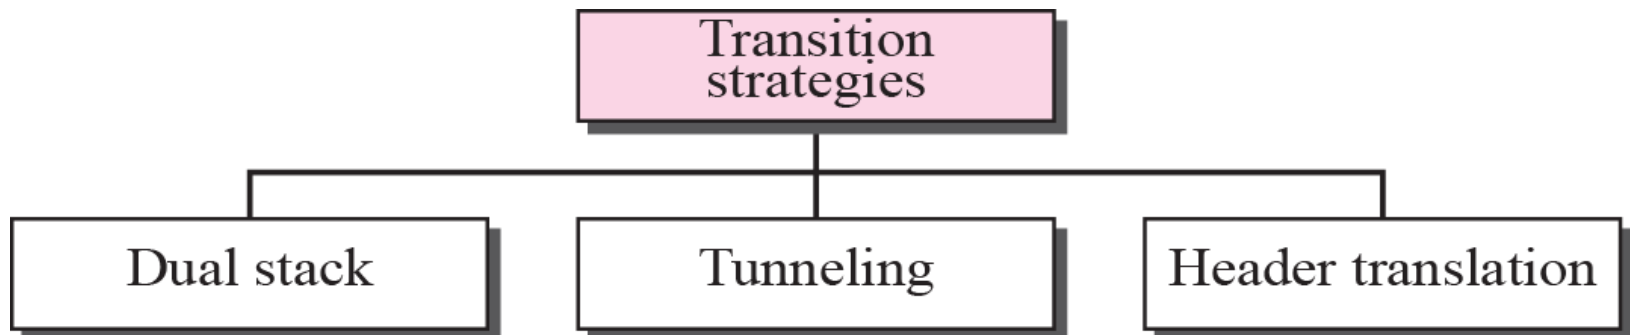 Transition
strategies
Dual stack
Tunneling
Header translation